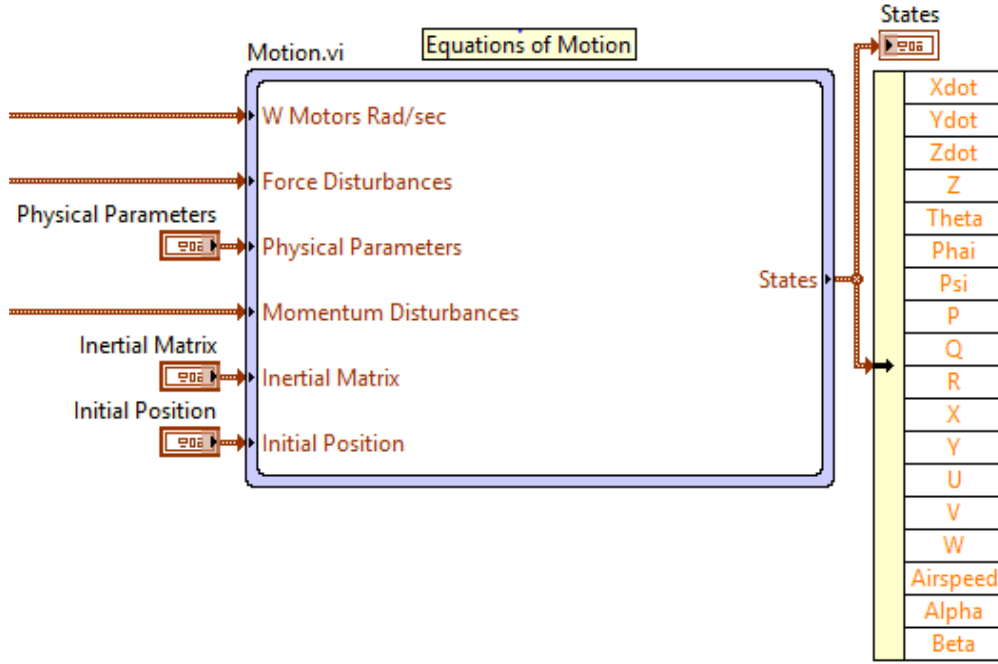 States
Equations of Motion
Motion.vi
W Motors Rad/sec
Force Disturbances
Physical Parameters
Physical Parameters
States
Momentum Disturbances
Inertial Matrix
Inertial Matrix
Initial Position
Initial Position
Xdot
Ydot
Zdot
Z
Theta
Phai
Psi
P
Q
R
X
Y
U
V
W
Airspeed
Alpha
Beta